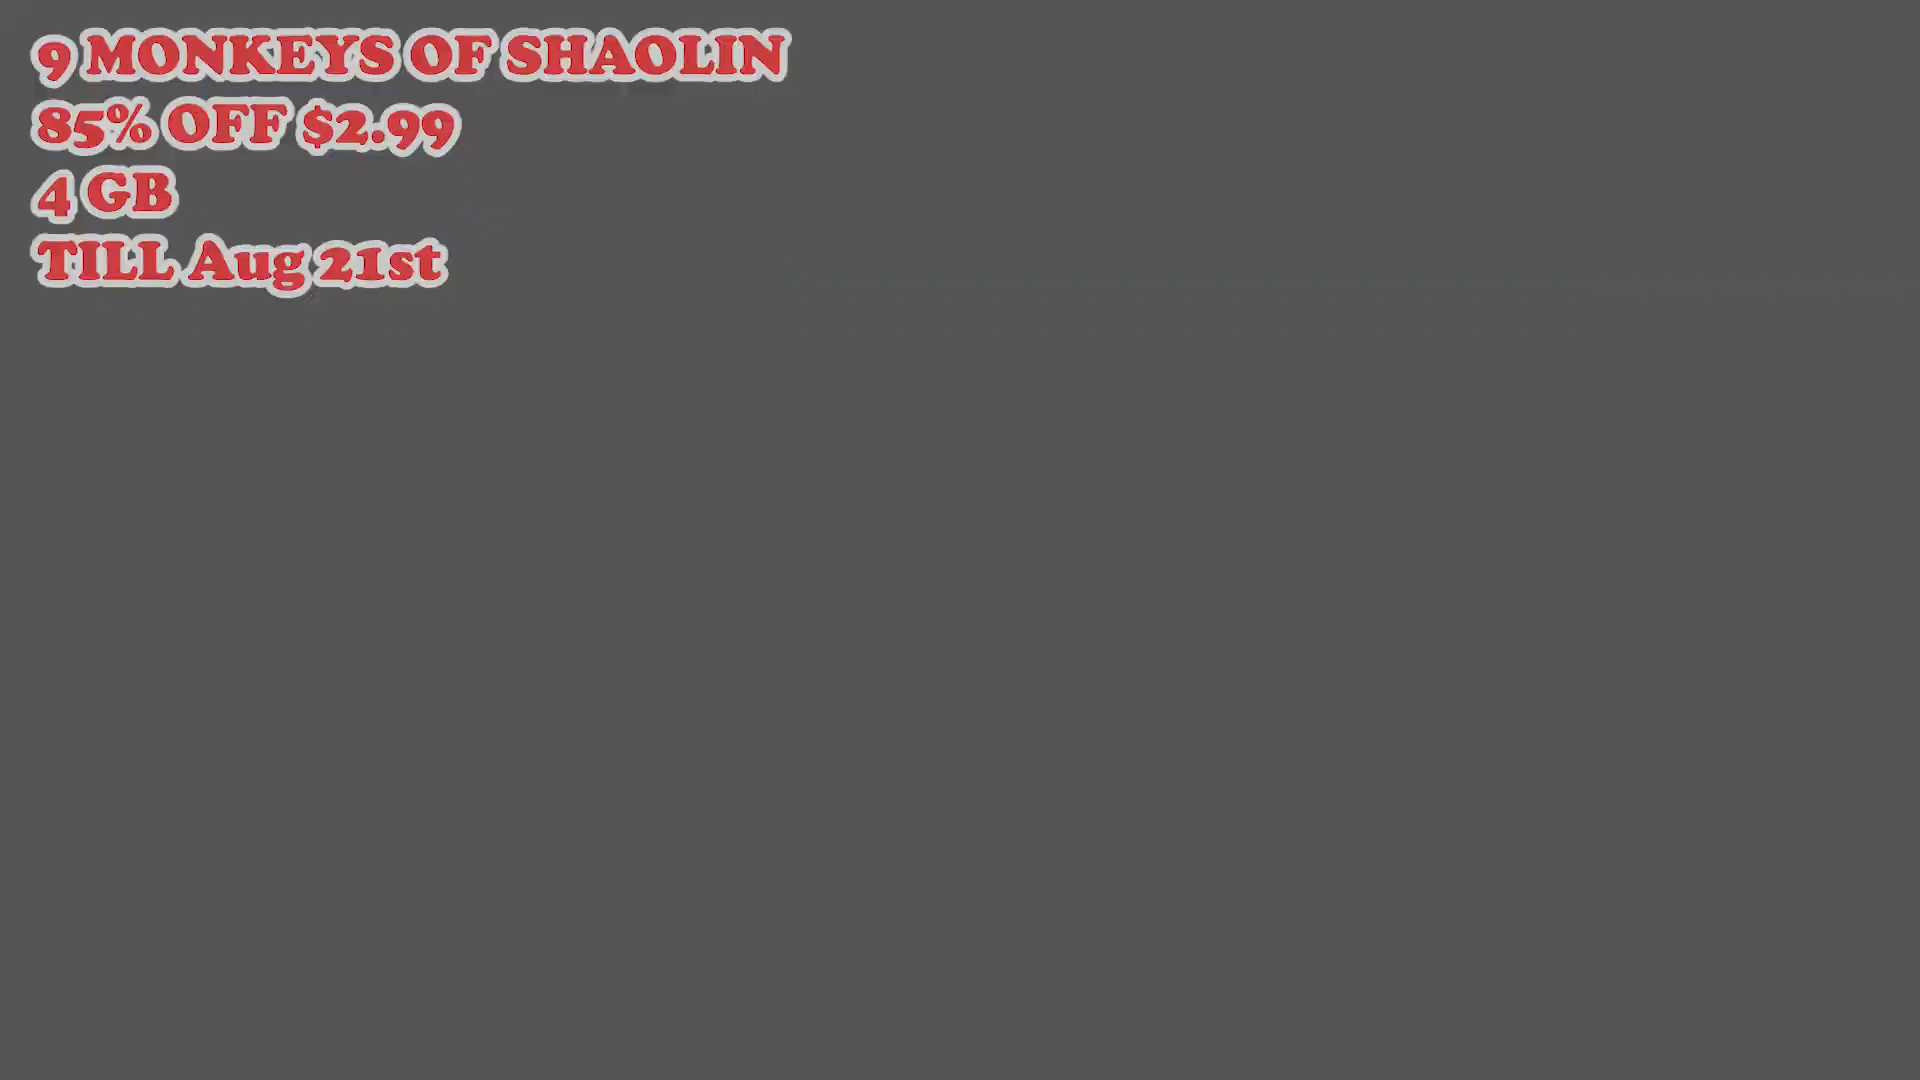 9 MONKEYS OF SHAOLIN
85% OFF $2.99
4 GB
TILL Aug 21st